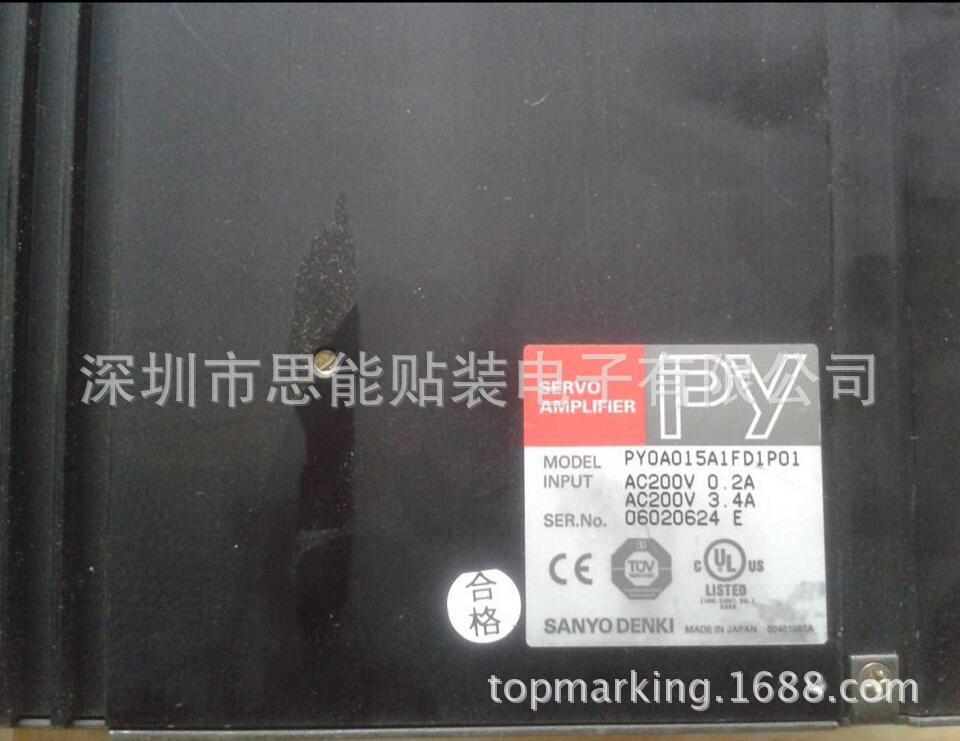 深圳市思能贴装电子有限公司
SERVO
AMPLIFIER
PY
MODEL PY0A015A1FD1P01
INPUT AC200V 0.2A
AC200V 3.4A
SER.No. 06020624 E
CE
TÜV
C UL US
LISTED
合格
SANYO DENKI MADE IN JAPAN
topmarking.1688.com